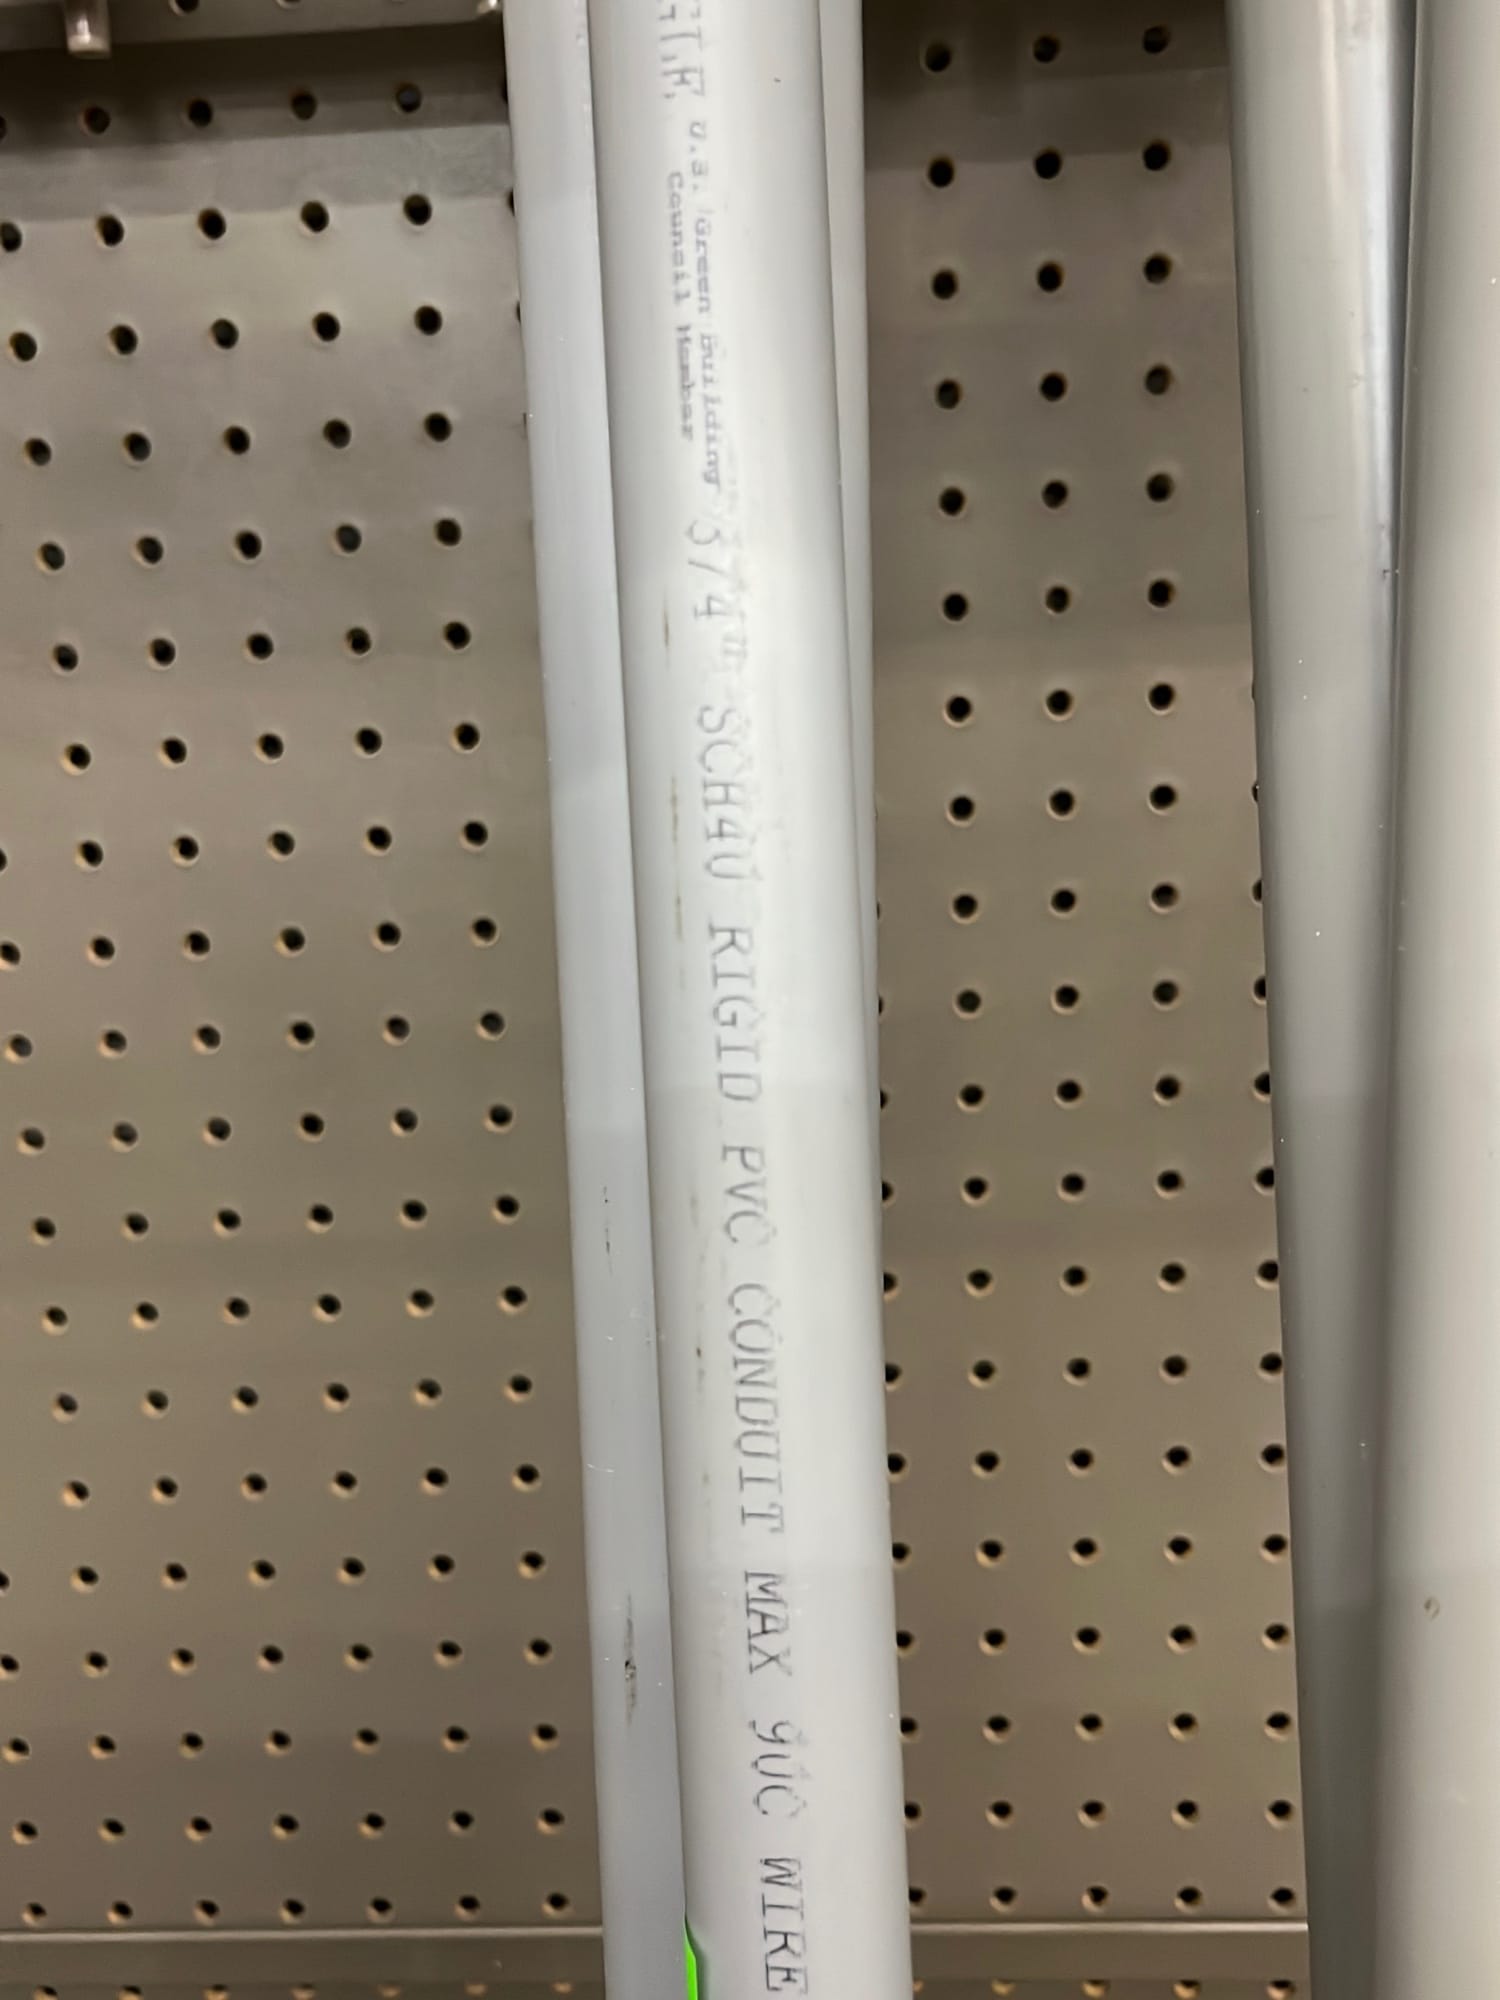 U.S. Green Building
Council Member
3/4" SCH40 RIGID PVC CONDUIT MAX 90C WIRE